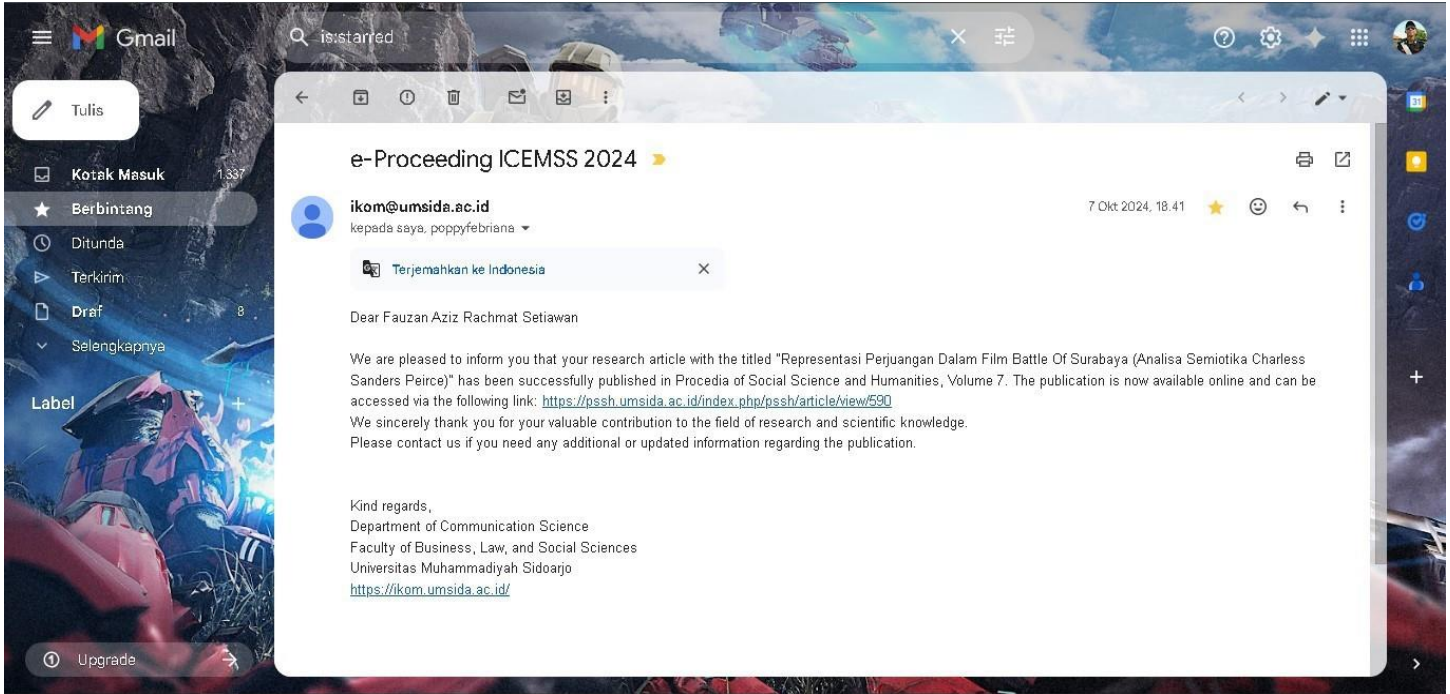 Gmail
is:starred
Tulis
Kotak Masuk 1.337
Berbintang
Ditunda
Terkirim
Draf 8
Selengkapnya
Label
Upgrade
e-Proceeding ICEMSS 2024
ikom@umsida.ac.id
7 Okt 2024, 18.41
kepada saya, poppyfebriana
Terjemahkan ke Indonesia
Dear Fauzan Aziz Rachmat Setiawan
We are pleased to inform you that your research article with the titled "Representasi Perjuangan Dalam Film Battle Of Surabaya (Analisa Semiotika Charless
Sanders Peirce)" has been successfully published in Procedia of Social Science and Humanities, Volume 7. The publication is now available online and can be
accessed via the following link: https://pssh.umsida.ac.id/index.php/pssh/article/view/590
We sincerely thank you for your valuable contribution to the field of research and scientific knowledge.
Please contact us if you need any additional or updated information regarding the publication.
Kind regards,
Department of Communication Science
Faculty of Business, Law, and Social Sciences
Universitas Muhammadiyah Sidoarjo
https://ikom.umsida.ac.id/
31